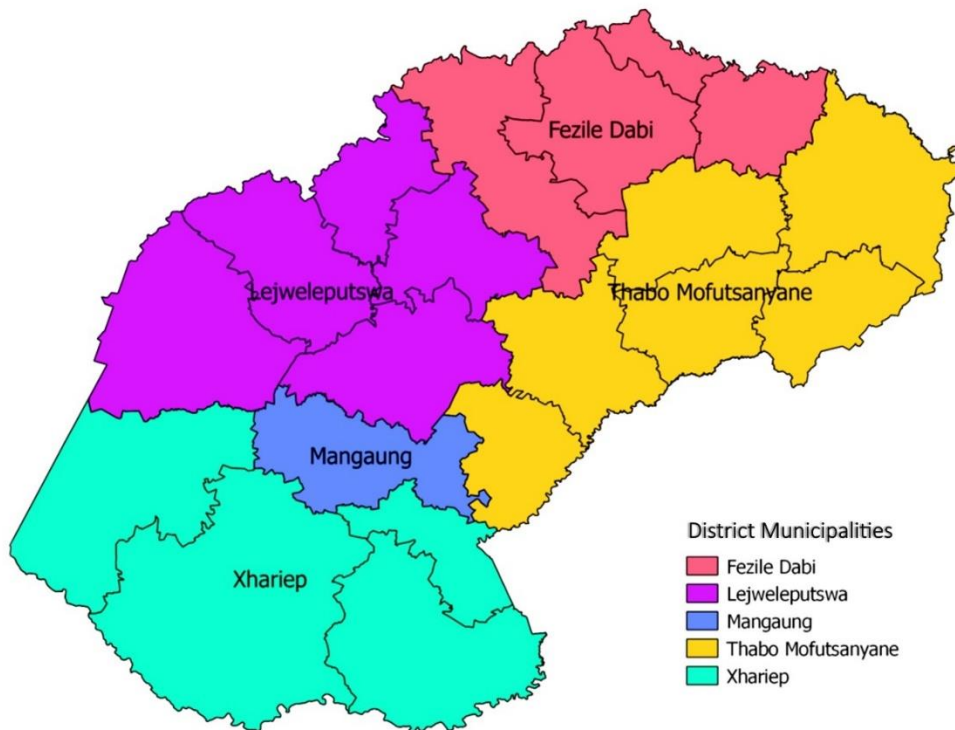 Fezile Dabi
Lejweleputswa
Thabo Mofutsanyane
Mangaung
Xhariep
District Municipalities
Fezile Dabi
Lejweleputswa
Mangaung
Thabo Mofutsanyane
Xhariep